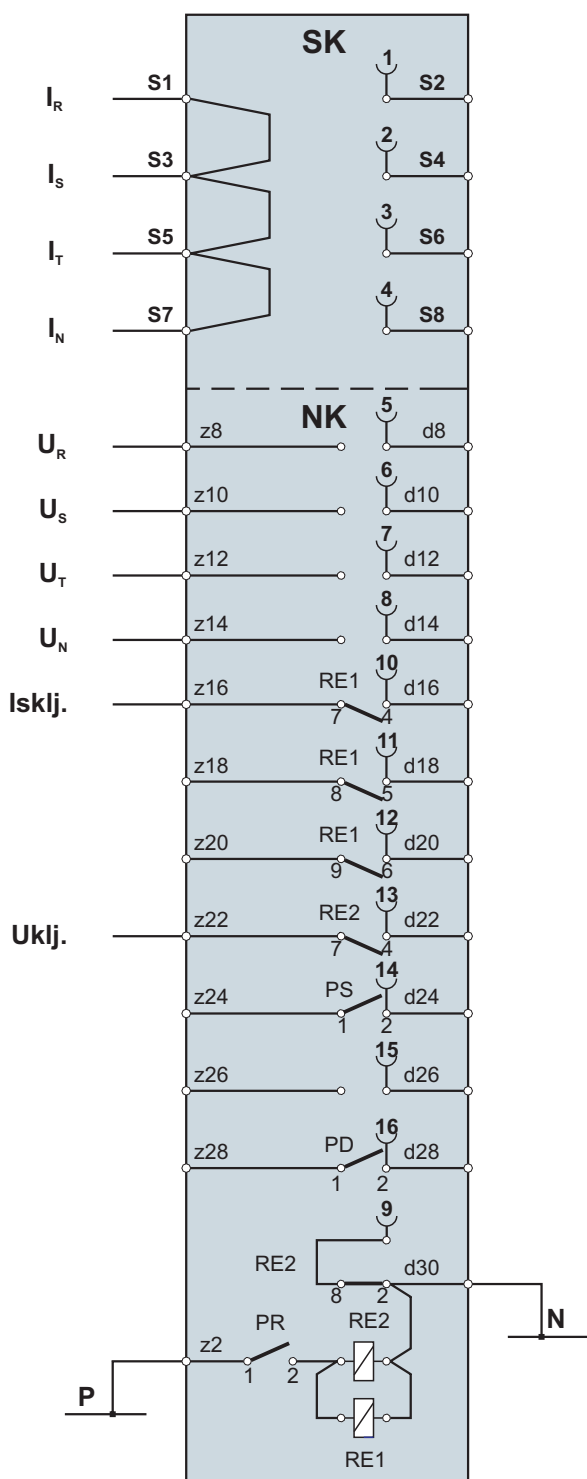 SK
I_R S1 1 S2
I_S S3 2 S4
I_T S5 3 S6
I_N S7 4 S8
NK
U_R z8 5 d8
U_S z10 6 d10
U_T z12 7 d12
U_N z14 8 d14
Isklj. z16 RE1 7 4 10 d16
z18 RE1 8 5 11 d18
z20 RE1 9 6 12 d20
Uklj. z22 RE2 7 4 13 d22
z24 PS 1 2 14 d24
z26 15 d26
z28 PD 1 2 16 d28
9
RE2 8 2 d30
N
P z2 PR 1 2 RE2
RE1